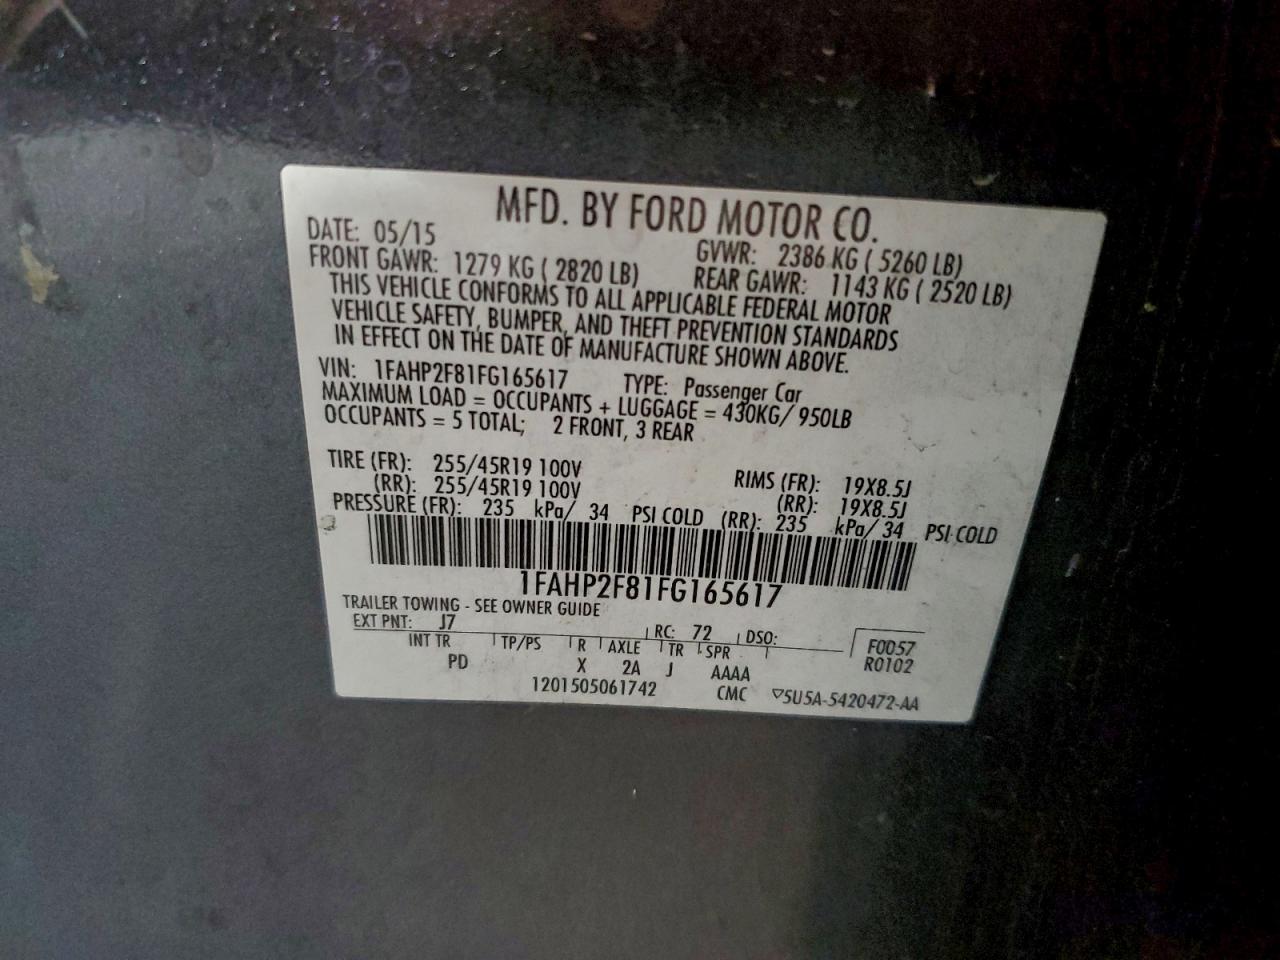 MFD. BY FORD MOTOR CO.
DATE: 05/15 GVWR: 2386 KG ( 5260 LB)
FRONT GAWR: 1279 KG ( 2820 LB) REAR GAWR: 1143 KG ( 2520 LB)
THIS VEHICLE CONFORMS TO ALL APPLICABLE FEDERAL MOTOR
VEHICLE SAFETY, BUMPER, AND THEFT PREVENTION STANDARDS
IN EFFECT ON THE DATE OF MANUFACTURE SHOWN ABOVE.
VIN: 1FAHP2F81FG165617 TYPE: Passenger Car
MAXIMUM LOAD = OCCUPANTS + LUGGAGE = 430KG/ 950LB
OCCUPANTS = 5 TOTAL; 2 FRONT, 3 REAR
TIRE (FR): 255/45R19 100V RIMS (FR): 19X8.5J
(RR): 255/45R19 100V (RR): 19X8.5J
PRESSURE (FR): 235 kPa/ 34 PSI COLD (RR): 235 kPa/ 34 PSI COLD
1FAHP2F81FG165617
TRAILER TOWING - SEE OWNER GUIDE
EXT PNT: J7 RC: 72 DSO: F0057
INT TR TP/PS R AXLE TR SPR R0102
PD X 2A J AAAA
1201505061742 CMC ▽5U5A-5420472-AA